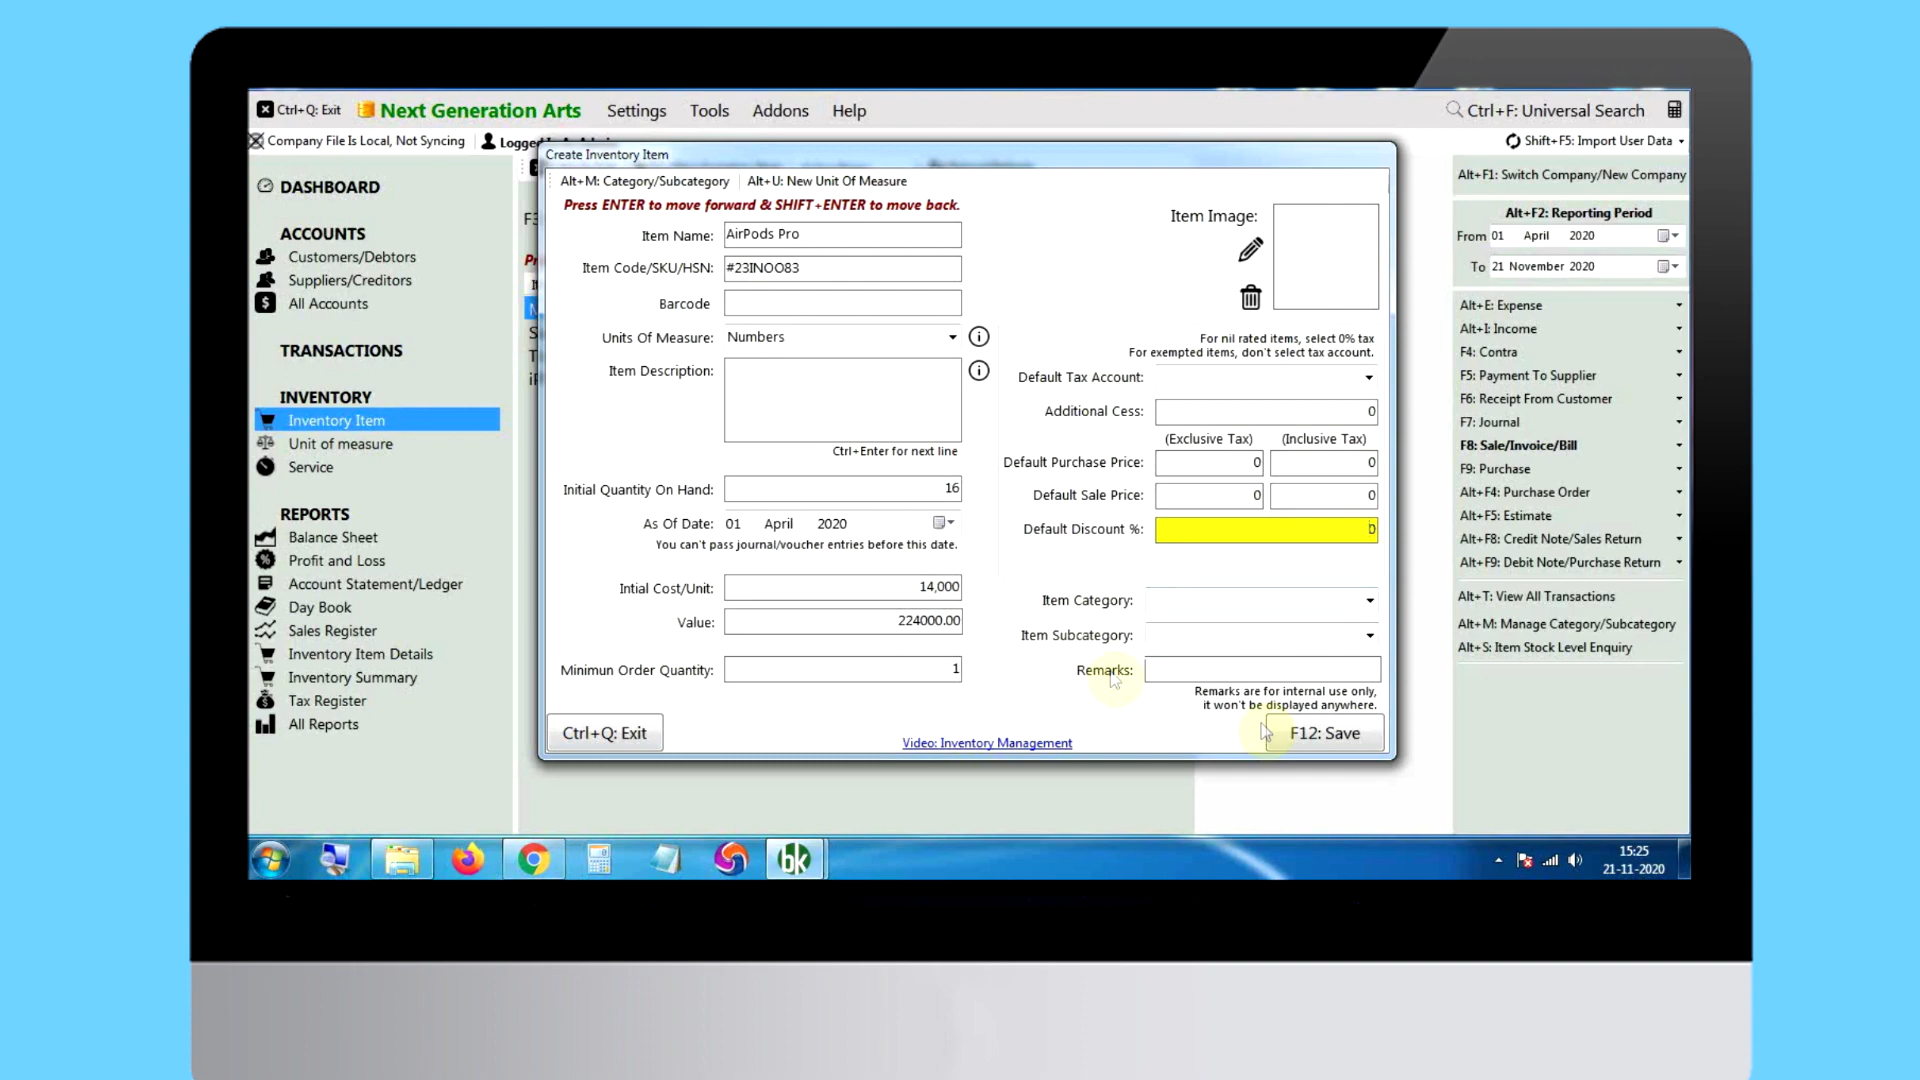 Ctrl+Q: Exit Next Generation Arts Settings Tools Addons Help Ctrl+F: Universal Search
Company File Is Local, Not Syncing Shift+F5: Import User Data
DASHBOARD
ACCOUNTS
Customers/Debtors
Suppliers/Creditors
All Accounts
TRANSACTIONS
INVENTORY
Inventory Item
Unit of measure
Service
REPORTS
Balance Sheet
Profit and Loss
Account Statement/Ledger
Day Book
Sales Register
Inventory Item Details
Inventory Summary
Tax Register
All Reports
Create Inventory Item
Alt+M: Category/Subcategory Alt+U: New Unit Of Measure
Press ENTER to move forward & SHIFT+ENTER to move back.
Item Name: AirPods Pro
Item Code/SKU/HSN: #23INOO83
Barcode
Units Of Measure: Numbers
Item Description:
Ctrl+Enter for next line
Initial Quantity On Hand: 16
As Of Date: 01 April 2020
You can't pass journal/voucher entries before this date.
Intial Cost/Unit: 14,000
Value: 224000.00
Minimun Order Quantity: 1
Ctrl+Q: Exit
Video: Inventory Management
Item Image:
For nil rated items, select 0% tax
For exempted items, don't select tax account.
Default Tax Account:
Additional Cess: 0
(Exclusive Tax) (Inclusive Tax)
Default Purchase Price: 0 0
Default Sale Price: 0 0
Default Discount %: 0
Item Category:
Item Subcategory:
Remarks:
Remarks are for internal use only,
it won't be displayed anywhere.
F12: Save
Alt+F1: Switch Company/New Company
Alt+F2: Reporting Period
From 01 April 2020
To 21 November 2020
Alt+E: Expense
Alt+I: Income
F4: Contra
F5: Payment To Supplier
F6: Receipt From Customer
F7: Journal
F8: Sale/Invoice/Bill
F9: Purchase
Alt+F4: Purchase Order
Alt+F5: Estimate
Alt+F8: Credit Note/Sales Return
Alt+F9: Debit Note/Purchase Return
Alt+T: View All Transactions
Alt+M: Manage Category/Subcategory
Alt+S: Item Stock Level Enquiry
bk
15:25
21-11-2020